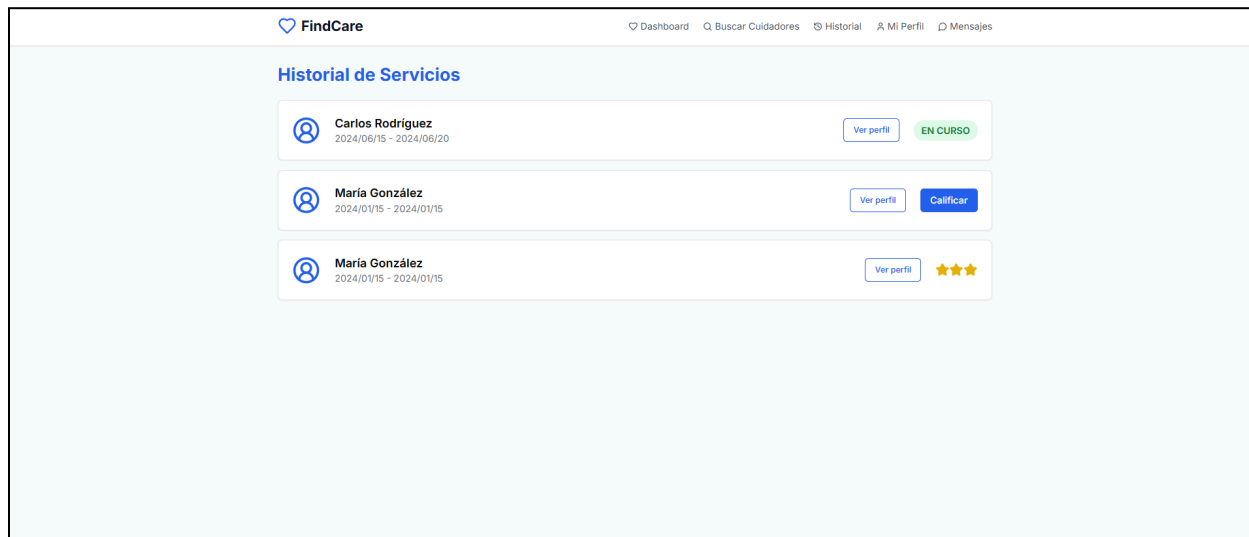 FindCare
Dashboard Buscar Cuidadores Historial Mi Perfil Mensajes
Historial de Servicios
Carlos Rodríguez
2024/06/15 - 2024/06/20
Ver perfil EN CURSO
María González
2024/01/15 - 2024/01/15
Ver perfil Calificar
María González
2024/01/15 - 2024/01/15
Ver perfil